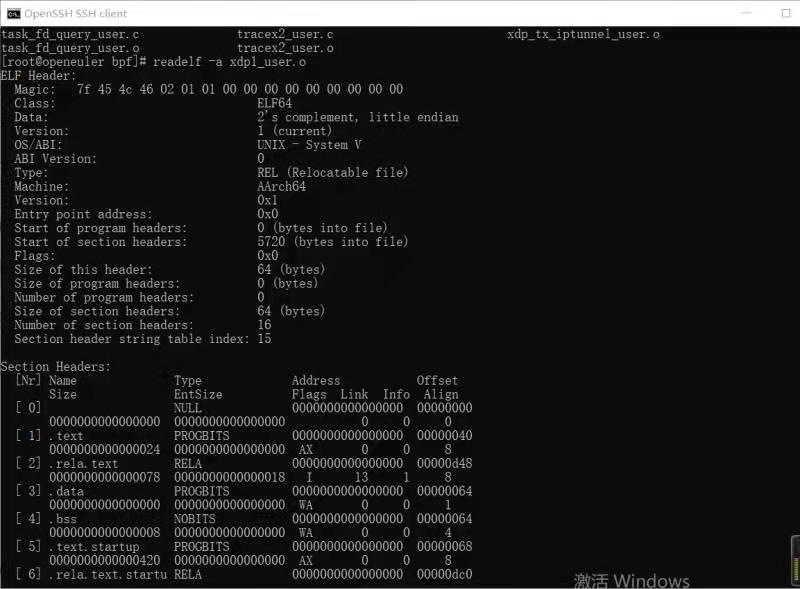 OpenSSH SSH client
task_fd_query_user.c tracex2_user.c xdp_tx_iptunnel_user.o
task_fd_query_user.o tracex2_user.o
[root@openeuler bpf]# readelf -a xdp1_user.o
ELF Header:
Magic: 7f 45 4c 46 02 01 01 00 00 00 00 00 00 00 00 00
Class: ELF64
Data: 2's complement, little endian
Version: 1 (current)
OS/ABI: UNIX - System V
ABI Version: 0
Type: REL (Relocatable file)
Machine: AArch64
Version: 0x1
Entry point address: 0x0
Start of program headers: 0 (bytes into file)
Start of section headers: 5720 (bytes into file)
Flags: 0x0
Size of this header: 64 (bytes)
Size of program headers: 0 (bytes)
Number of program headers: 0
Size of section headers: 64 (bytes)
Number of section headers: 16
Section header string table index: 15
Section Headers:
[Nr] Name Type Address Offset
Size EntSize Flags Link Info Align
[ 0] NULL 0000000000000000 00000000
0000000000000000 0000000000000000 0 0 0
[ 1] .text PROGBITS 0000000000000000 00000040
0000000000000024 0000000000000000 AX 0 0 8
[ 2] .rela.text RELA 0000000000000000 00000d48
0000000000000078 0000000000000018 I 13 1 8
[ 3] .data PROGBITS 0000000000000000 00000064
0000000000000000 0000000000000000 WA 0 0 1
[ 4] .bss NOBITS 0000000000000000 00000064
0000000000000008 0000000000000000 WA 0 0 4
[ 5] .text.startup PROGBITS 0000000000000000 00000068
0000000000000420 0000000000000000 AX 0 0 8
[ 6] .rela.text.startu RELA 0000000000000000 00000dc0
激活 Windows